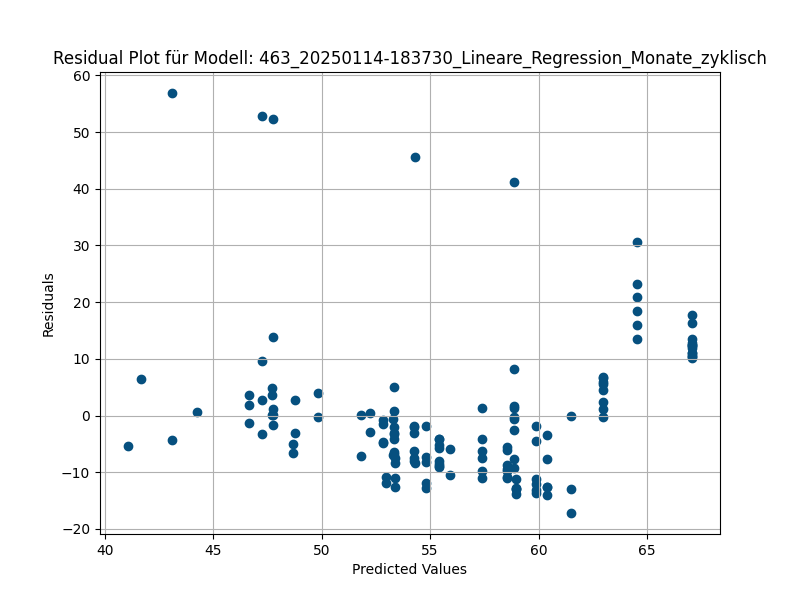 Residual Plot für Modell: 463_20250114-183730_Lineare_Regression_Monate_zyklisch
60
50
40
30
20
10
0
−10
−20
Residuals
40 45 50 55 60 65
Predicted Values